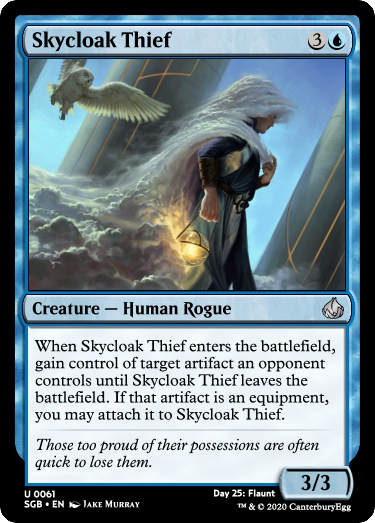 Skycloak Thief 3
Creature — Human Rogue
When Skycloak Thief enters the battlefield,
gain control of target artifact an opponent
controls until Skycloak Thief leaves the
battlefield. If that artifact is an equipment,
you may attach it to Skycloak Thief.
Those too proud of their possessions are often
quick to lose them.
3/3
U 0061 Day 25: Flaunt
SGB • EN Jake Murray ™ & © 2020 CanterburyEgg